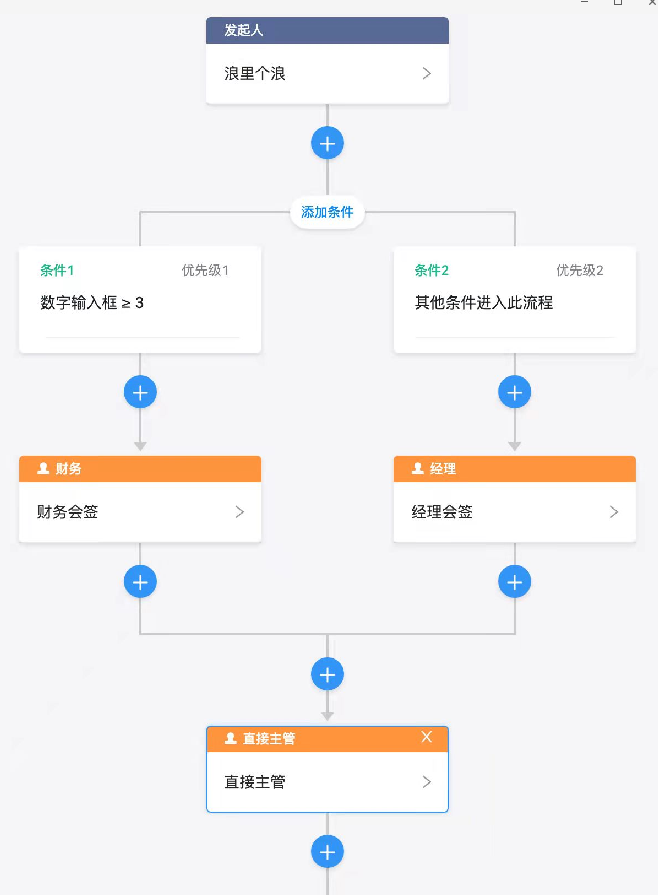 发起人
浪里个浪
添加条件
条件1 优先级1
数字输入框 ≥ 3
条件2 优先级2
其他条件进入此流程
财务
财务会签
经理
经理会签
直接主管
直接主管